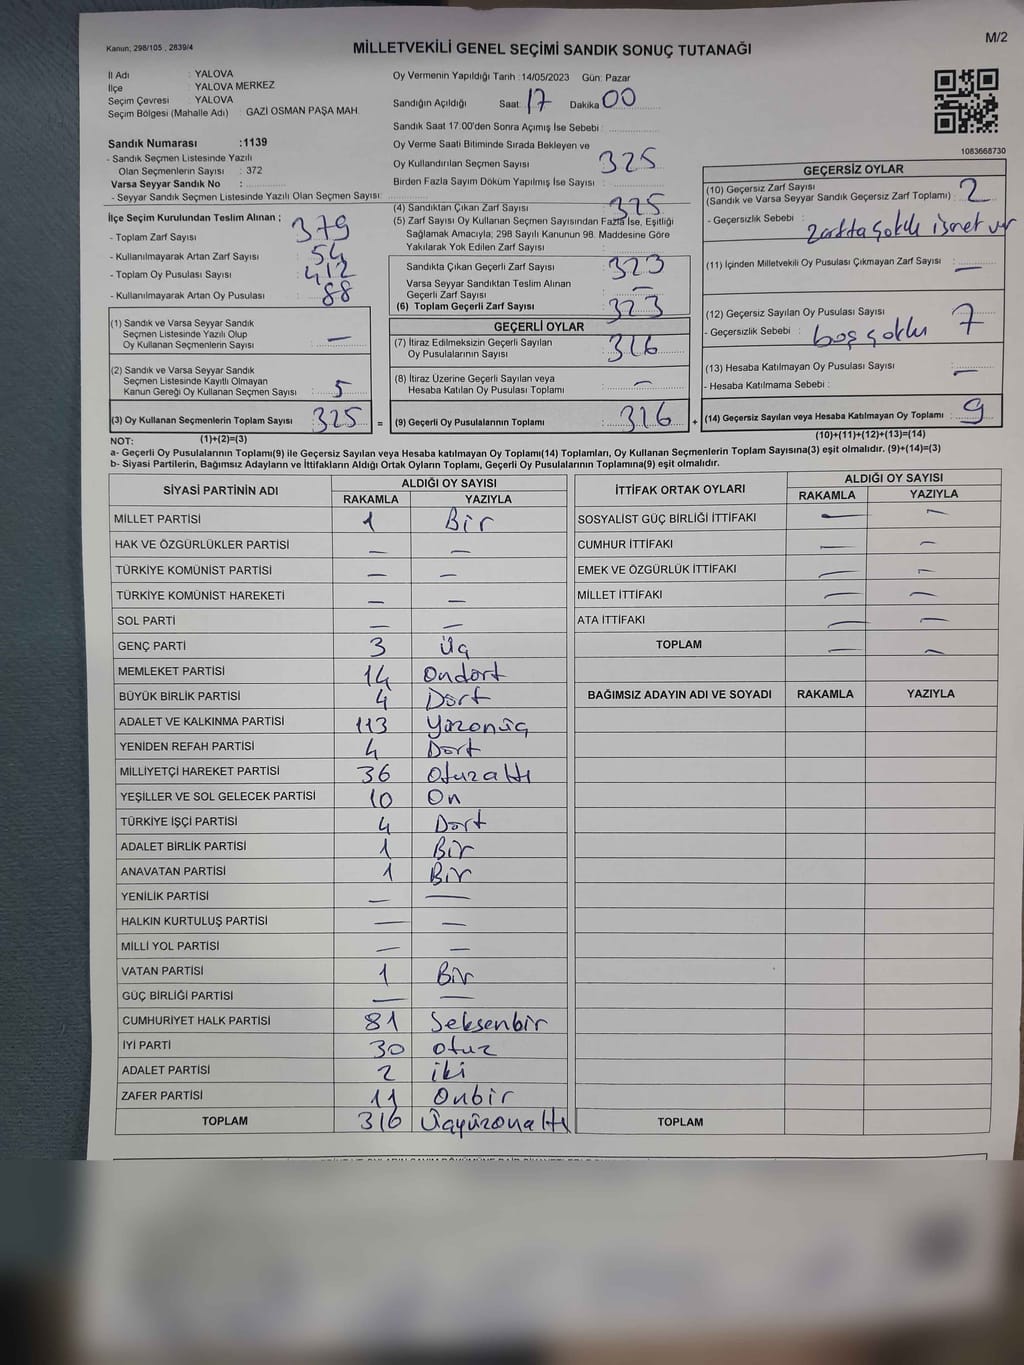 Kanun, 298/105 , 2839/4
MİLLETVEKİLİ GENEL SEÇİMİ SANDIK SONUÇ TUTANAĞI
M/2
İl Adı : YALOVA
İlçe : YALOVA MERKEZ
Seçim Çevresi : YALOVA
Seçim Bölgesi (Mahalle Adı) : GAZİ OSMAN PAŞA MAH.
Sandık Numarası :1139
- Sandık Seçmen Listesinde Yazılı
Olan Seçmenlerin Sayısı : 372
Varsa Seyyar Sandık No :
- Seyyar Sandık Seçmen Listesinde Yazılı Olan Seçmen Sayısı:
Oy Vermenin Yapıldığı Tarih :14/05/2023 Gün: Pazar
Sandığın Açıldığı Saat: 17 Dakika 00
Sandık Saat 17:00'den Sonra Açımış İse Sebebi :
Oy Verme Saati Bitiminde Sırada Bekleyen ve
Oy Kullandırılan Seçmen Sayısı 325
Birden Fazla Sayım Döküm Yapılmış İse Sayısı :
1083668730
İlçe Seçim Kurulundan Teslim Alınan ;
- Toplam Zarf Sayısı : 379
- Kullanılmayarak Artan Zarf Sayısı : 54
- Toplam Oy Pusulası Sayısı : 412
- Kullanılmayarak Artan Oy Pusulası : 88
(4) Sandıktan Çıkan Zarf Sayısı : 325
(5) Zarf Sayısı Oy Kullanan Seçmen Sayısından Fazla İse, Eşitliği
Sağlamak Amacıyla; 298 Sayılı Kanunun 98. Maddesine Göre
Yakılarak Yok Edilen Zarf Sayısı :
Sandıkta Çıkan Geçerli Zarf Sayısı : 323
Varsa Seyyar Sandıktan Teslim Alınan
Geçerli Zarf Sayısı : —
(6) Toplam Geçerli Zarf Sayısı : 323
GEÇERSİZ OYLAR
(10) Geçersiz Zarf Sayısı
(Sandık ve Varsa Seyyar Sandık Geçersiz Zarf Toplamı) : 2
- Geçersizlik Sebebi :
(11) İçinden Milletvekili Oy Pusulası Çıkmayan Zarf Sayısı : —
(12) Geçersiz Sayılan Oy Pusulası Sayısı : 7
- Geçersizlik Sebebi : boş çoklu
(13) Hesaba Katılmayan Oy Pusulası Sayısı : —
- Hesaba Katılmama Sebebi :
(14) Geçersiz Sayılan veya Hesaba Katılmayan Oy Toplamı : 9
(1) Sandık ve Varsa Seyyar Sandık
Seçmen Listesinde Yazılı Olup
Oy Kullanan Seçmenlerin Sayısı : —
(2) Sandık ve Varsa Seyyar Sandık
Seçmen Listesinde Kayıtlı Olmayan
Kanun Gereği Oy Kullanan Seçmen Sayısı : 5
(3) Oy Kullanan Seçmenlerin Toplam Sayısı : 325
=
GEÇERLİ OYLAR
(7) İtiraz Edilmeksizin Geçerli Sayılan
Oy Pusulalarının Sayısı : 316
(8) İtiraz Üzerine Geçerli Sayılan veya
Hesaba Katılan Oy Pusulası Toplamı : —
(9) Geçerli Oy Pusulalarının Toplamı : 316
+
NOT: (1)+(2)=(3)
(10)+(11)+(12)+(13)=(14)
a- Geçerli Oy Pusulalarının Toplamı(9) ile Geçersiz Sayılan veya Hesaba katılmayan Oy Toplamı(14) Toplamları, Oy Kullanan Seçmenlerin Toplam Sayısına(3) eşit olmalıdır. (9)+(14)=(3)
b- Siyasi Partilerin, Bağımsız Adayların ve İttifakların Aldığı Ortak Oyların Toplamı, Geçerli Oy Pusulalarının Toplamına(9) eşit olmalıdır.
SİYASİ PARTİNİN ADI ALDIĞI OY SAYISI
RAKAMLA YAZIYLA
MİLLET PARTİSİ 1 Bir
HAK VE ÖZGÜRLÜKLER PARTİSİ — —
TÜRKİYE KOMÜNİST PARTİSİ — —
TÜRKİYE KOMÜNİST HAREKETİ — —
SOL PARTİ — —
GENÇ PARTİ 3 Üç
MEMLEKET PARTİSİ 14 Ondört
BÜYÜK BİRLİK PARTİSİ 4 Dört
ADALET VE KALKINMA PARTİSİ 113 Yüzonüç
YENİDEN REFAH PARTİSİ 4 Dört
MİLLİYETÇİ HAREKET PARTİSİ 36 Otuzaltı
YEŞİLLER VE SOL GELECEK PARTİSİ 10 On
TÜRKİYE İŞÇİ PARTİSİ 4 Dört
ADALET BİRLİK PARTİSİ 1 Bir
ANAVATAN PARTİSİ 1 Bir
YENİLİK PARTİSİ — —
HALKIN KURTULUŞ PARTİSİ — —
MİLLİ YOL PARTİSİ — —
VATAN PARTİSİ 1 Bir
GÜÇ BİRLİĞİ PARTİSİ — —
CUMHURİYET HALK PARTİSİ 81 Seksenbir
İYİ PARTİ 30 otuz
ADALET PARTİSİ 2 iki
ZAFER PARTİSİ 11 Onbir
TOPLAM 316 Üçyüzonaltı
İTTİFAK ORTAK OYLARI ALDIĞI OY SAYISI
RAKAMLA YAZIYLA
SOSYALİST GÜÇ BİRLİĞİ İTTİFAKI — —
CUMHUR İTTİFAKI — —
EMEK VE ÖZGÜRLÜK İTTİFAKI — —
MİLLET İTTİFAKI — —
ATA İTTİFAKI — —
TOPLAM — —
BAĞIMSIZ ADAYIN ADI VE SOYADI RAKAMLA YAZIYLA
TOPLAM